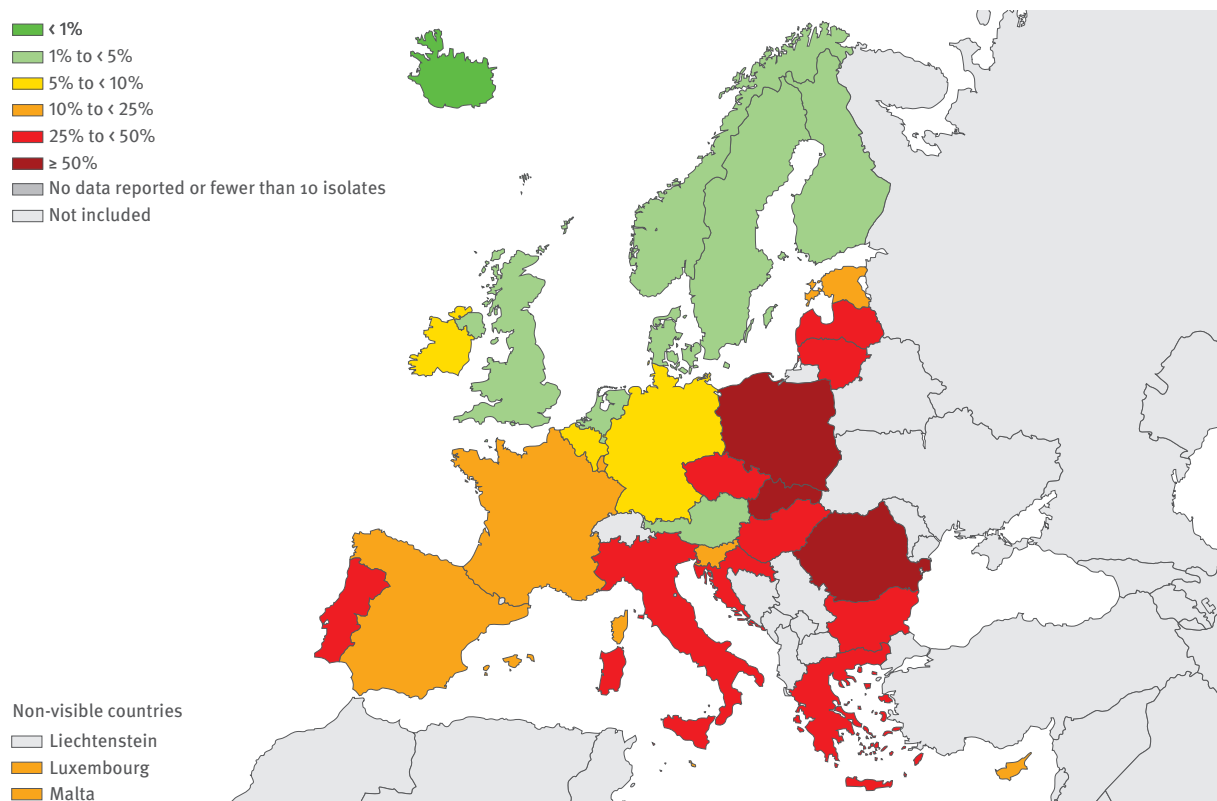 < 1%
1% to < 5%
5% to < 10%
10% to < 25%
25% to < 50%
≥ 50%
No data reported or fewer than 10 isolates
Not included
Non-visible countries
Liechtenstein
Luxembourg
Malta